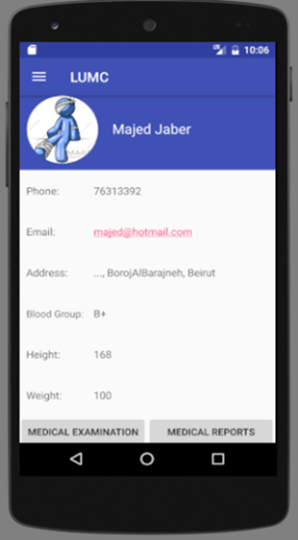 10:06
LUMC
Majed Jaber
Phone: 76313392
Email: majed@hotmail.com
Address: ..., BorojAlBarajneh, Beirut
Blood Group: B+
Height: 168
Weight: 100
MEDICAL EXAMINATION MEDICAL REPORTS